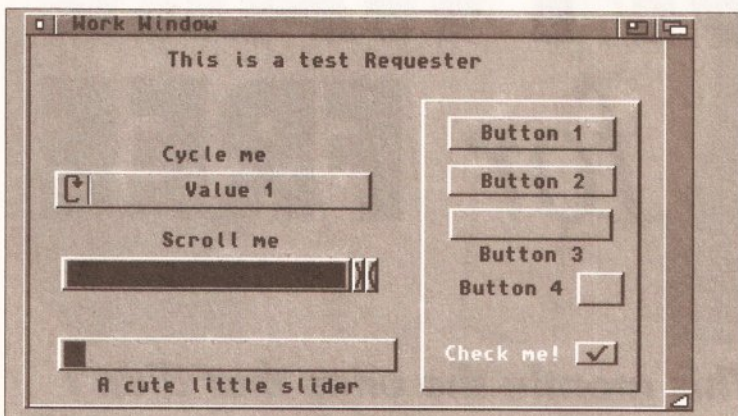 Work Window
This is a test Requester
Cycle me
Value 1
Scroll me
A cute little slider
Button 1
Button 2
Button 3
Button 4
Check me!